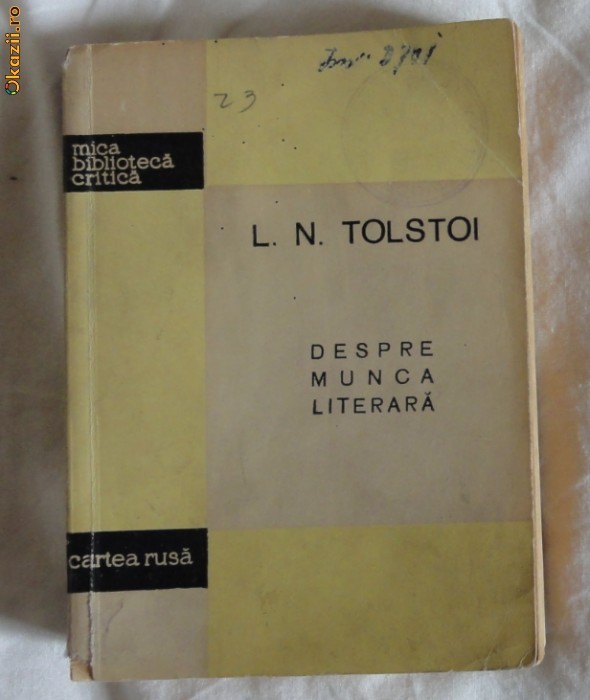 Okazii.ro
23
mica
bibliotecă
critică
L. N. TOLSTOI
DESPRE
MUNCA
LITERARĂ
cartea rusă